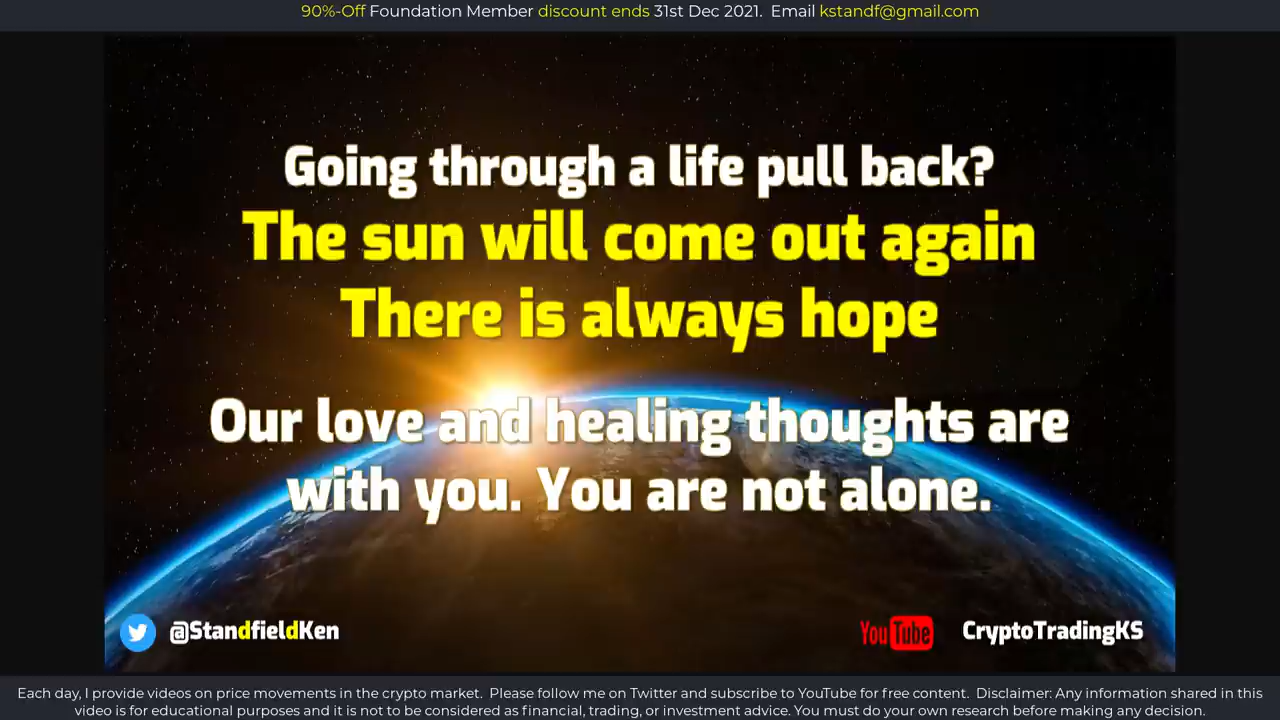 90%-Off Foundation Member discount ends 31st Dec 2021. Email kstandf@gmail.com
Going through a life pull back?
The sun will come out again
There is always hope
Our love and healing thoughts are
with you. You are not alone.
@StandfieldKen
YouTube CryptoTradingKS
Each day, I provide videos on price movements in the crypto market. Please follow me on Twitter and subscribe to YouTube for free content. Disclaimer: Any information shared in this
video is for educational purposes and it is not to be considered as financial, trading, or investment advice. You must do your own research before making any decision.